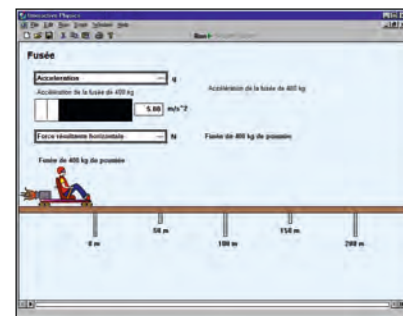 Interactive Physics
Run
Fusée
Accélération
Accélération de la fusée de 400 kg
Accélération de la fusée de 400 kg
5.00 m/s^2
Force résultante horizontale N
Fusée de 400 kg de poussée
Fusée de 400 kg de poussée
0 m
50 m
100 m
150 m
200 m